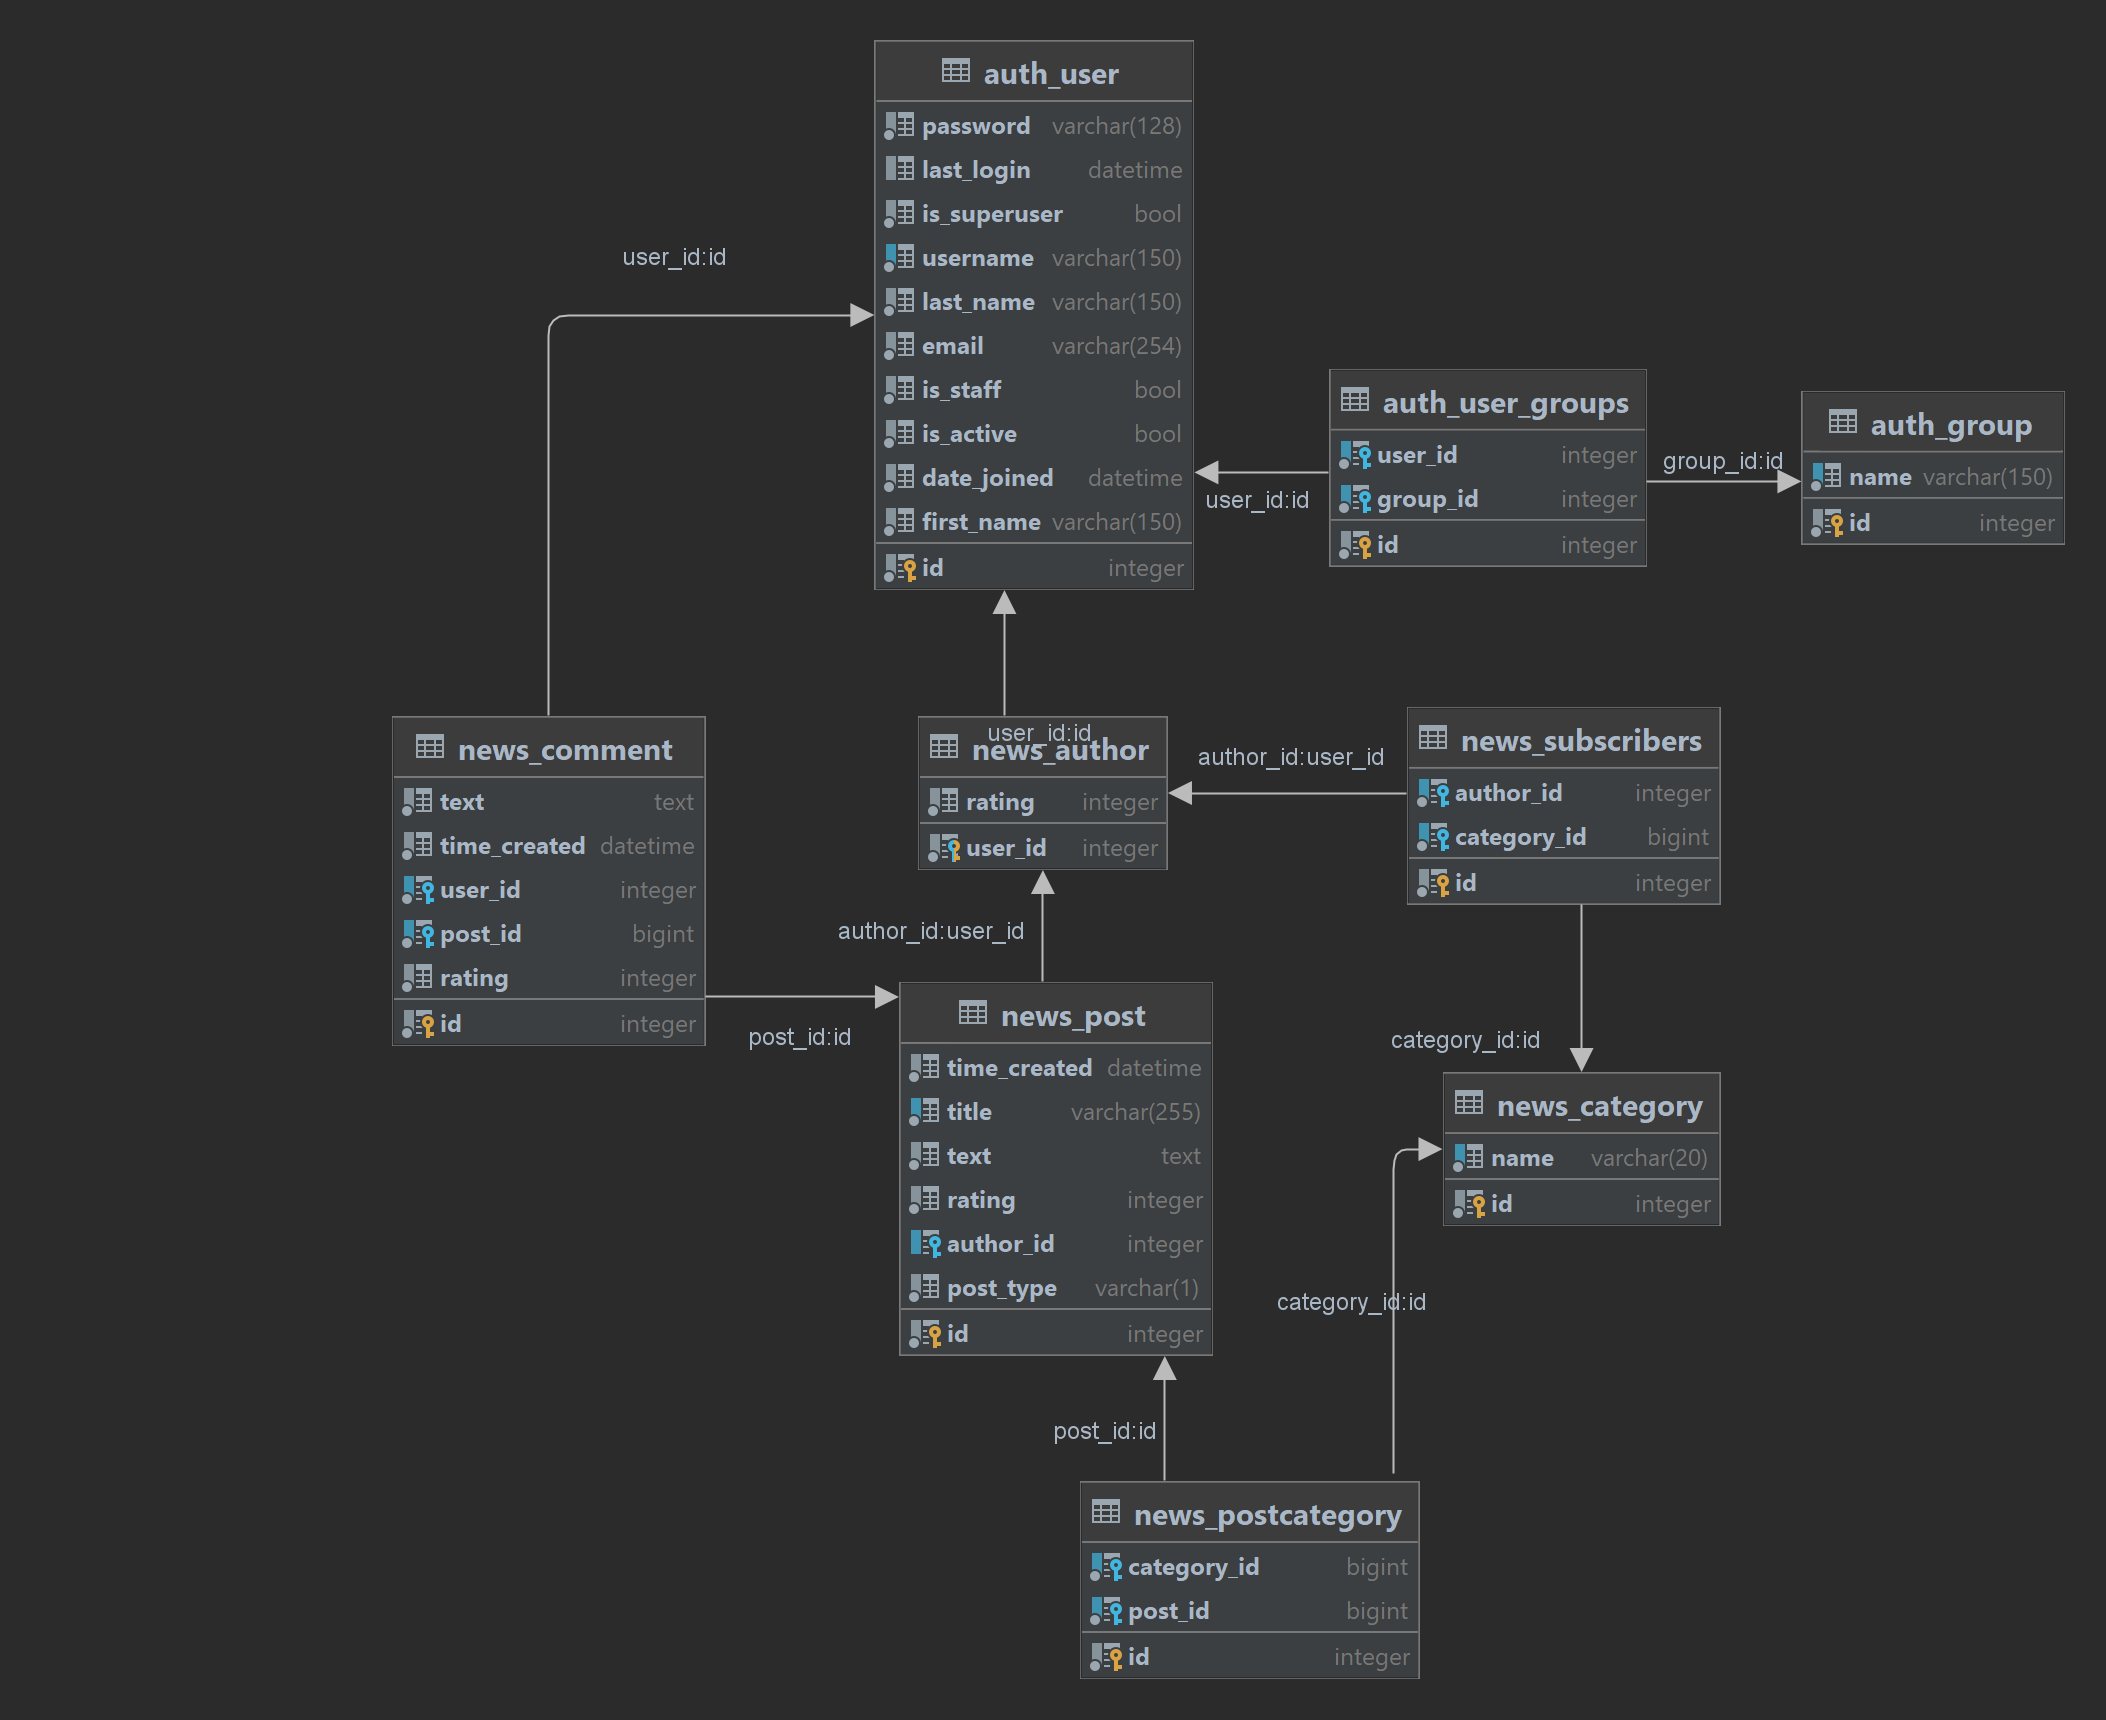 auth_user
password varchar(128)
last_login datetime
is_superuser bool
username varchar(150)
last_name varchar(150)
email varchar(254)
is_staff bool
is_active bool
date_joined datetime
first_name varchar(150)
id integer
user_id:id
auth_user_groups
user_id integer
group_id integer
id integer
user_id:id
group_id:id
auth_group
name varchar(150)
id integer
news_comment
text text
time_created datetime
user_id integer
post_id bigint
rating integer
id integer
user_id:id
news_author
rating integer
user_id integer
author_id:user_id
news_subscribers
author_id integer
category_id bigint
id integer
author_id:user_id
post_id:id
news_post
time_created datetime
title varchar(255)
text text
rating integer
author_id integer
post_type varchar(1)
id integer
category_id:id
news_category
name varchar(20)
id integer
category_id:id
post_id:id
news_postcategory
category_id bigint
post_id bigint
id integer